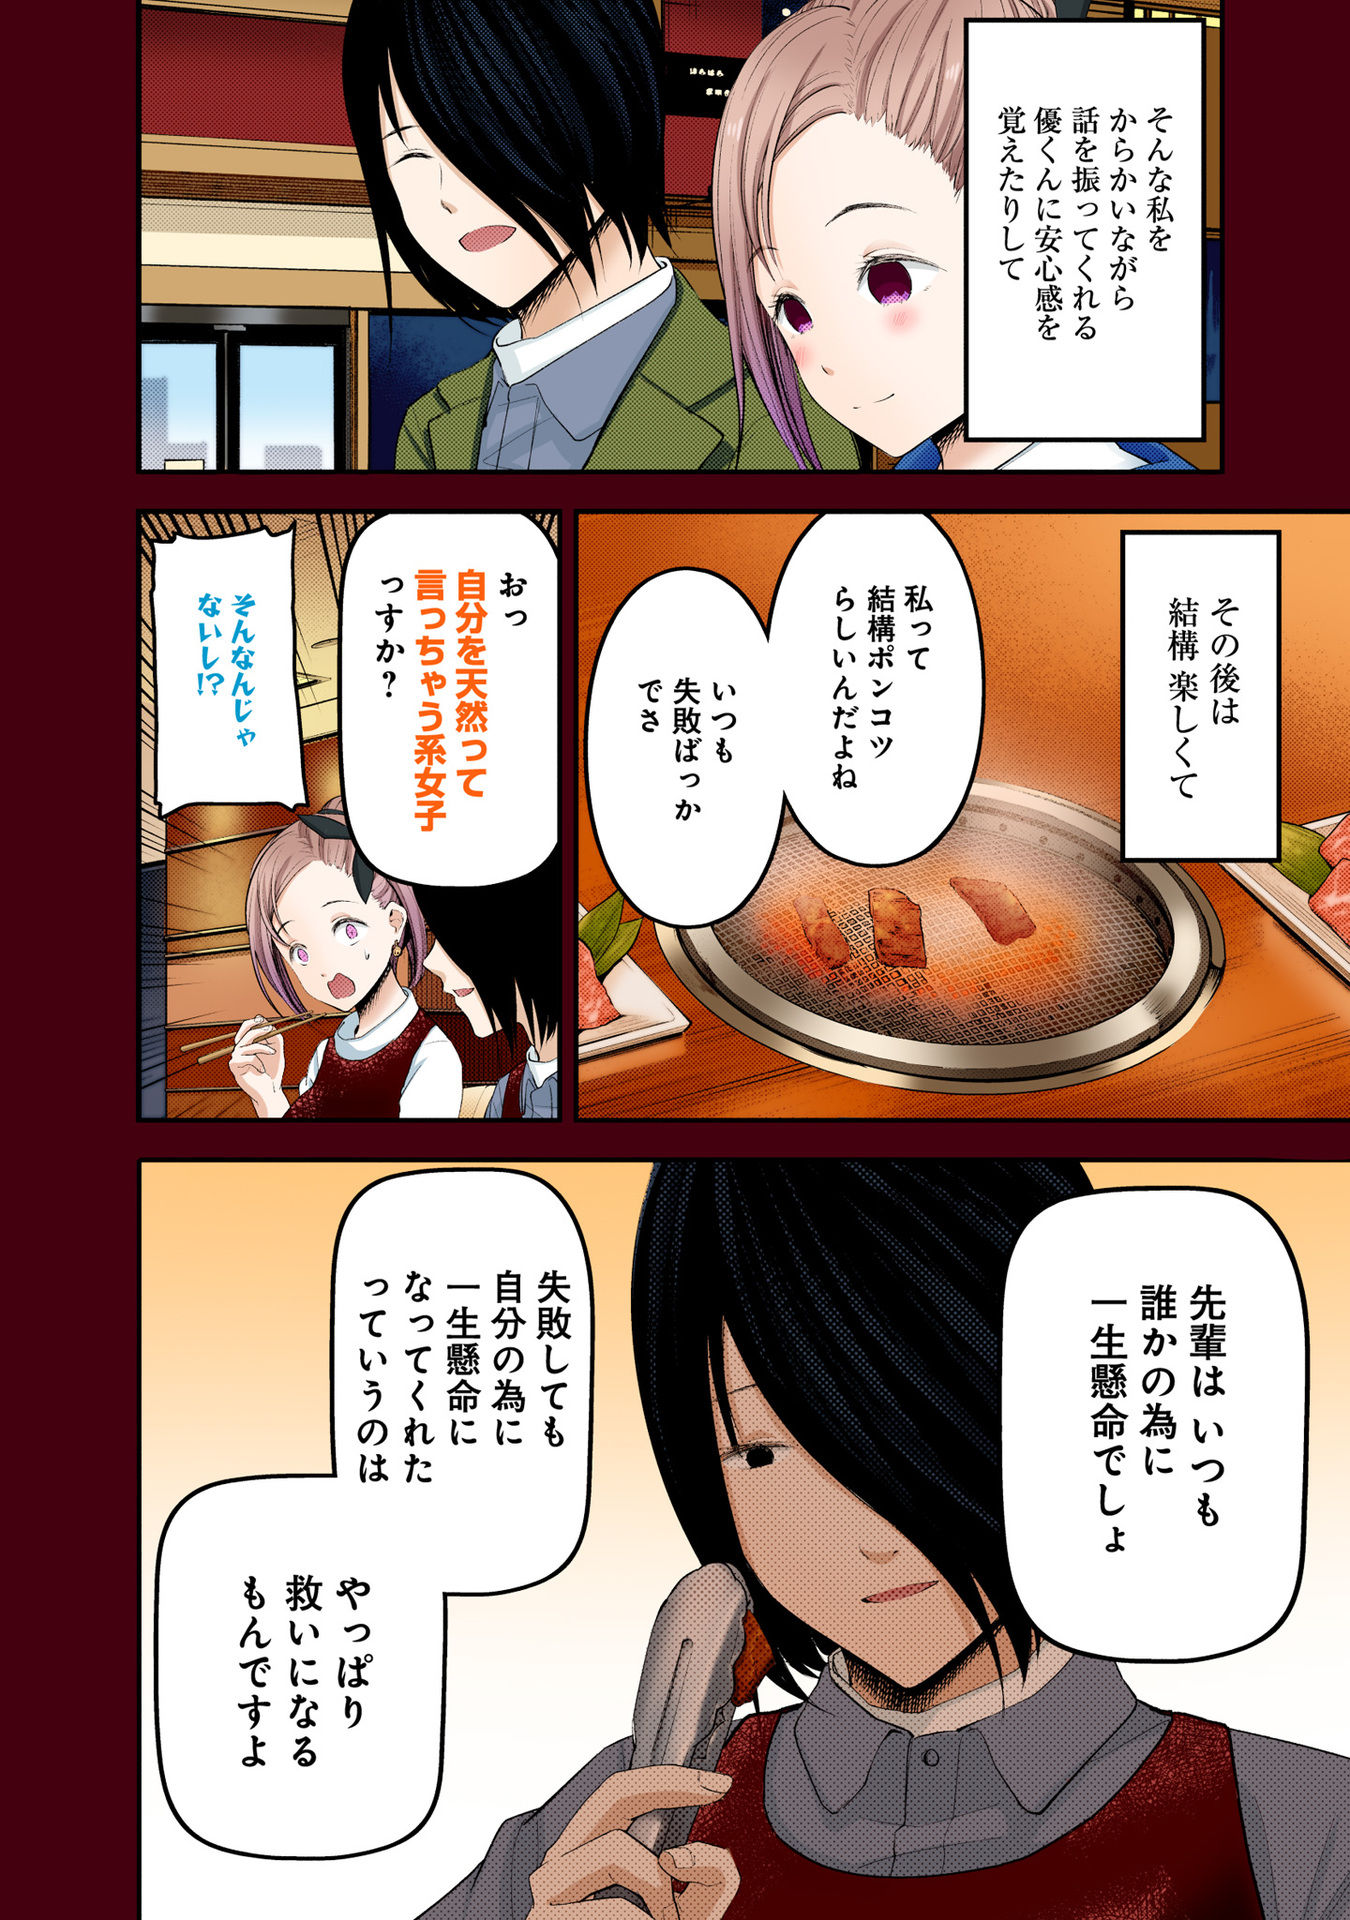 そんな私を
からかいながら
話を振ってくれる
優くんに安心感を
覚えたりして
その後は
結構 楽しくて
私って
結構ポンコツ
らしいんだよね
いつも
失敗ばっか
でさ
おっ
自分を天然って
言っちゃう系女子
っすか?
そんなんじゃ
ないし!?
先輩は いつも
誰かの為に
一生懸命でしょ
失敗しても
自分の為に
一生懸命に
なってくれた
っていうのは
やっぱり
救いになる
もんですよ